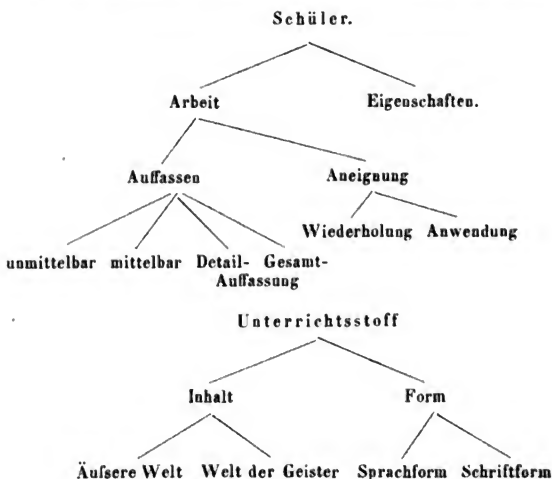 Schüler.
Arbeit Eigenschaften.
Auffassen Aneignung
Wiederholung Anwendung
unmittelbar mittelbar Detail- Gesamt-
Auffassung
Unterrichtsstoff
Inhalt Form
Äufsere Welt Welt der Geister Sprachform Schriftform